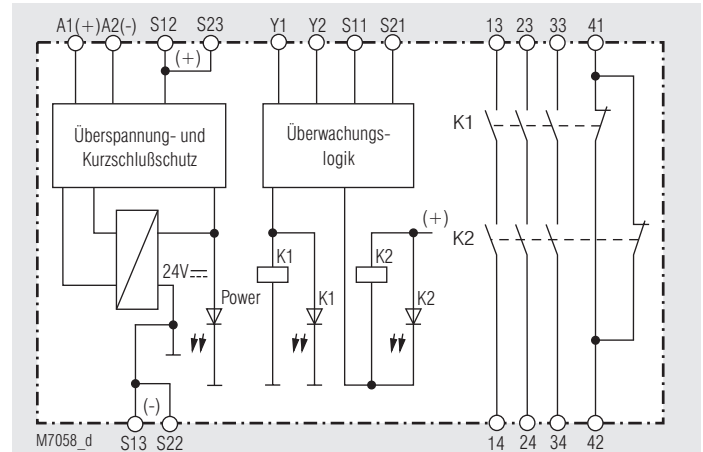 A1(+) A2(-) S12 S23 Y1 Y2 S11 S21 13 23 33 41
(+)
Überspannung- und
Kurzschlußschutz
Überwachungs-
logik
K1
K2
(+)
24V
Power
K1
K1
K2
K2
(-)
M7058_d
S13 S22
14 24 34 42